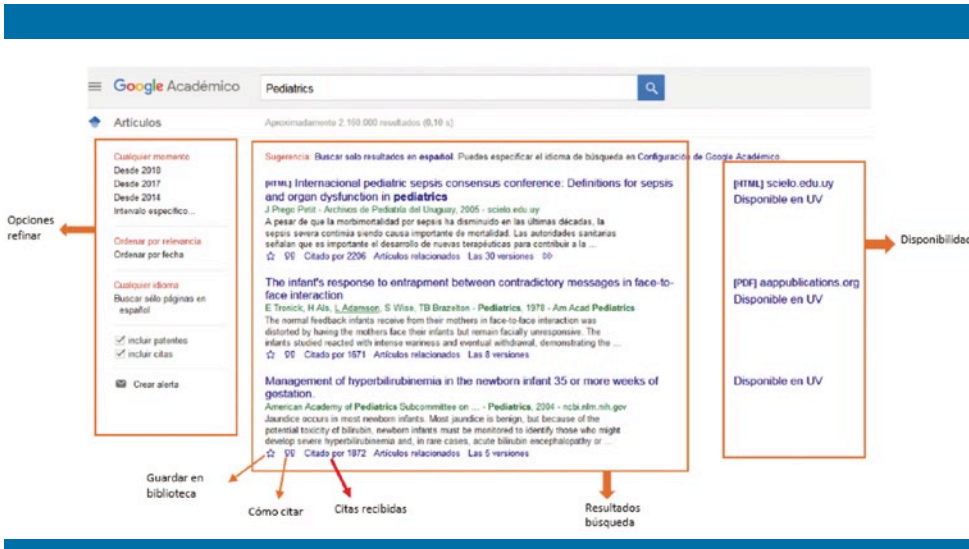 Google Académico
Pediatrics
Artículos
Aproximadamente 2.160.000 resultados (0,10 s)
Opciones
refinar
Cualquier momento
Desde 2018
Desde 2017
Desde 2014
Intervalo específico...
Ordenar por relevancia
Ordenar por fecha
Cualquier idioma
Buscar sólo páginas en
español
incluir patentes
incluir citas
Crear alerta
Sugerencia: Buscar solo resultados en español. Puedes especificar el idioma de búsqueda en Configuración de Google Académico...
[HTML] Internacional pediatric sepsis consensus conference: Definitions for sepsis
and organ dysfunction in pediatrics
J Prego Petit - Archivos de Pediatría del Uruguay, 2005 - scielo.edu.uy
A pesar de que la morbimortalidad por sepsis ha disminuido en las últimas décadas, la
sepsis severa continúa siendo causa importante de mortalidad. Las autoridades sanitarias
señalan que es importante el desarrollo de nuevas terapéuticas para contribuir a la ...
Citado por 2206 Artículos relacionados Las 30 versiones
[HTML] scielo.edu.uy
Disponible en UV
The infant's response to entrapment between contradictory messages in face-to-
face interaction
E Tronick, H Als, L Adamson, S Wise, TB Brazelton - Pediatrics, 1978 - Am Acad Pediatrics
The normal feedback infants receive from their mothers in face-to-face interaction was
distorted by having the mothers face their infants but remain facially unresponsive. The
infants studied reacted with intense wariness and eventual withdrawal, demonstrating the ...
Citado por 1671 Artículos relacionados Las 8 versiones
[PDF] aappublications.org
Disponible en UV
Management of hyperbilirubinemia in the newborn infant 35 or more weeks of
gestation.
American Academy of Pediatrics Subcommittee on ... - Pediatrics, 2004 - ncbi.nlm.nih.gov
Jaundice occurs in most newborn infants. Most jaundice is benign, but because of the
potential toxicity of bilirubin, newborn infants must be monitored to identify those who might
develop severe hyperbilirubinemia and, in rare cases, acute bilirubin encephalopathy or ...
Citado por 1872 Artículos relacionados Las 5 versiones
Disponible en UV
Disponibilidad
Guardar en
biblioteca
Cómo citar
Citas recibidas
Resultados
búsqueda